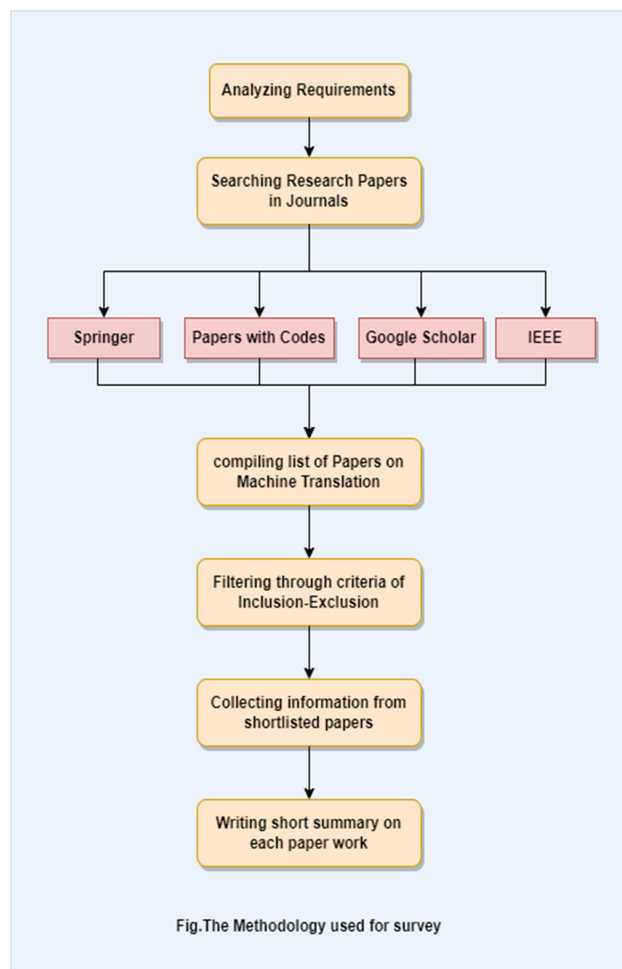 Analyzing Requirements
Searching Research Papers
in Journals
Springer
Papers with Codes
Google Scholar
IEEE
compiling list of Papers on
Machine Translation
Filtering through criteria of
Inclusion-Exclusion
Collecting information from
shortlisted papers
Writing short summary on
each paper work
Fig.The Methodology used for survey